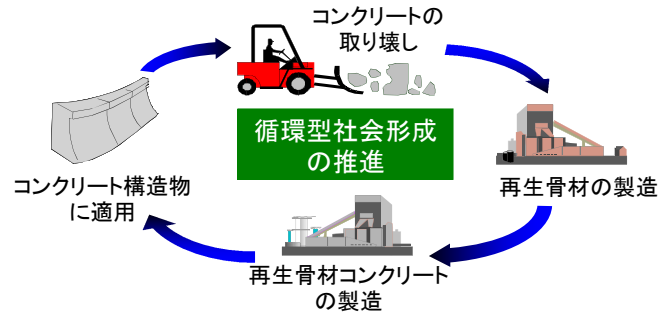 コンクリートの
取り壊し
循環型社会形成
の推進
再生骨材の製造
コンクリート構造物
に適用
再生骨材コンクリート
の製造